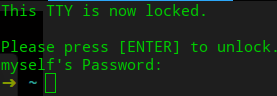 This TTY is now locked.
Please press [ENTER] to unlock.
myself's Password:
➜ ~